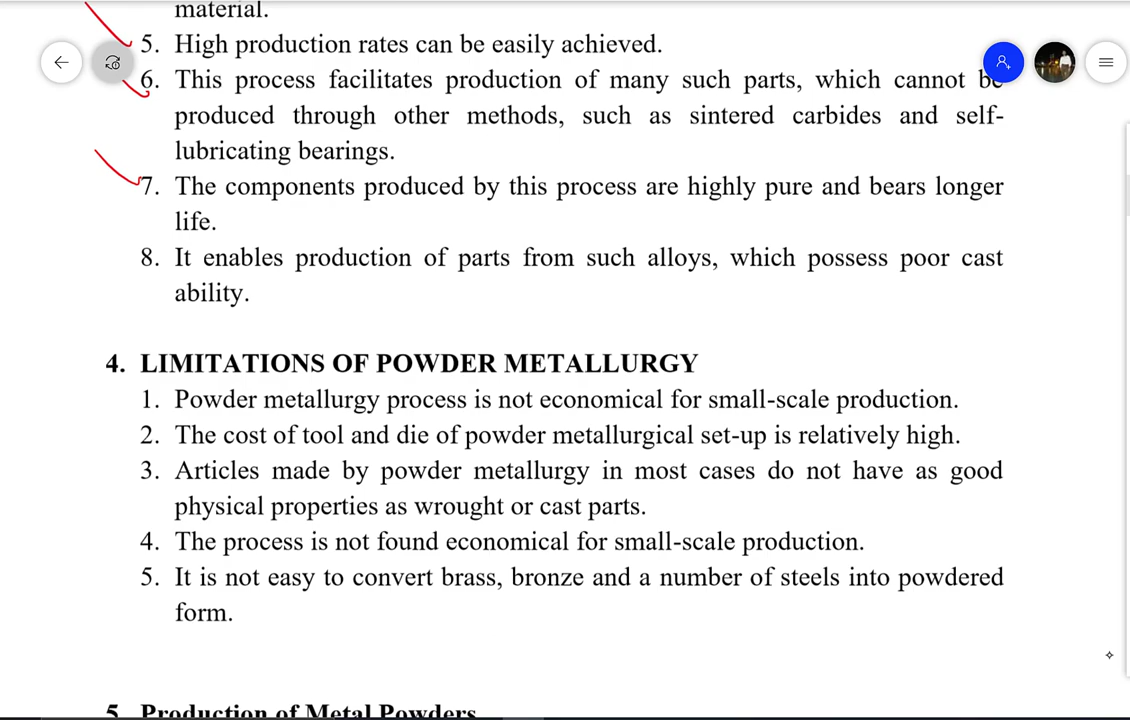 material.
5. High production rates can be easily achieved.
6. This process facilitates production of many such parts, which cannot be
produced through other methods, such as sintered carbides and self-
lubricating bearings.
7. The components produced by this process are highly pure and bears longer
life.
8. It enables production of parts from such alloys, which possess poor cast
ability.
4. LIMITATIONS OF POWDER METALLURGY
1. Powder metallurgy process is not economical for small-scale production.
2. The cost of tool and die of powder metallurgical set-up is relatively high.
3. Articles made by powder metallurgy in most cases do not have as good
physical properties as wrought or cast parts.
4. The process is not found economical for small-scale production.
5. It is not easy to convert brass, bronze and a number of steels into powdered
form.
5 Production of Metal Powders